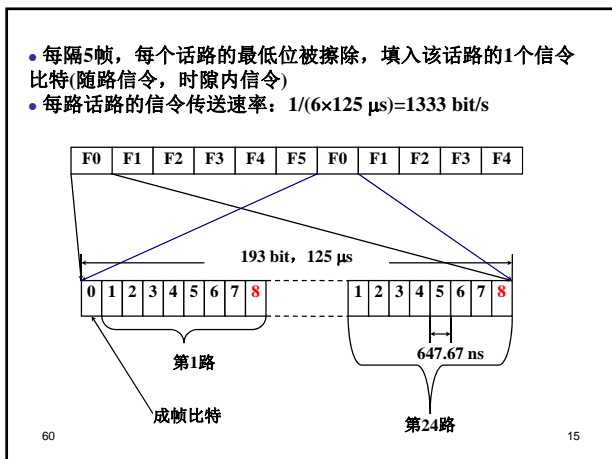 • 每隔5帧，每个话路的最低位被擦除，填入该话路的1个信令
比特(随路信令，时隙内信令)
• 每路话路的信令传送速率：1/(6×125 μs)=1333 bit/s
F0 F1 F2 F3 F4 F5 F0 F1 F2 F3 F4
193 bit，125 μs
0 1 2 3 4 5 6 7 8 1 2 3 4 5 6 7 8
647.67 ns
第1路
成帧比特
第24路
60 15